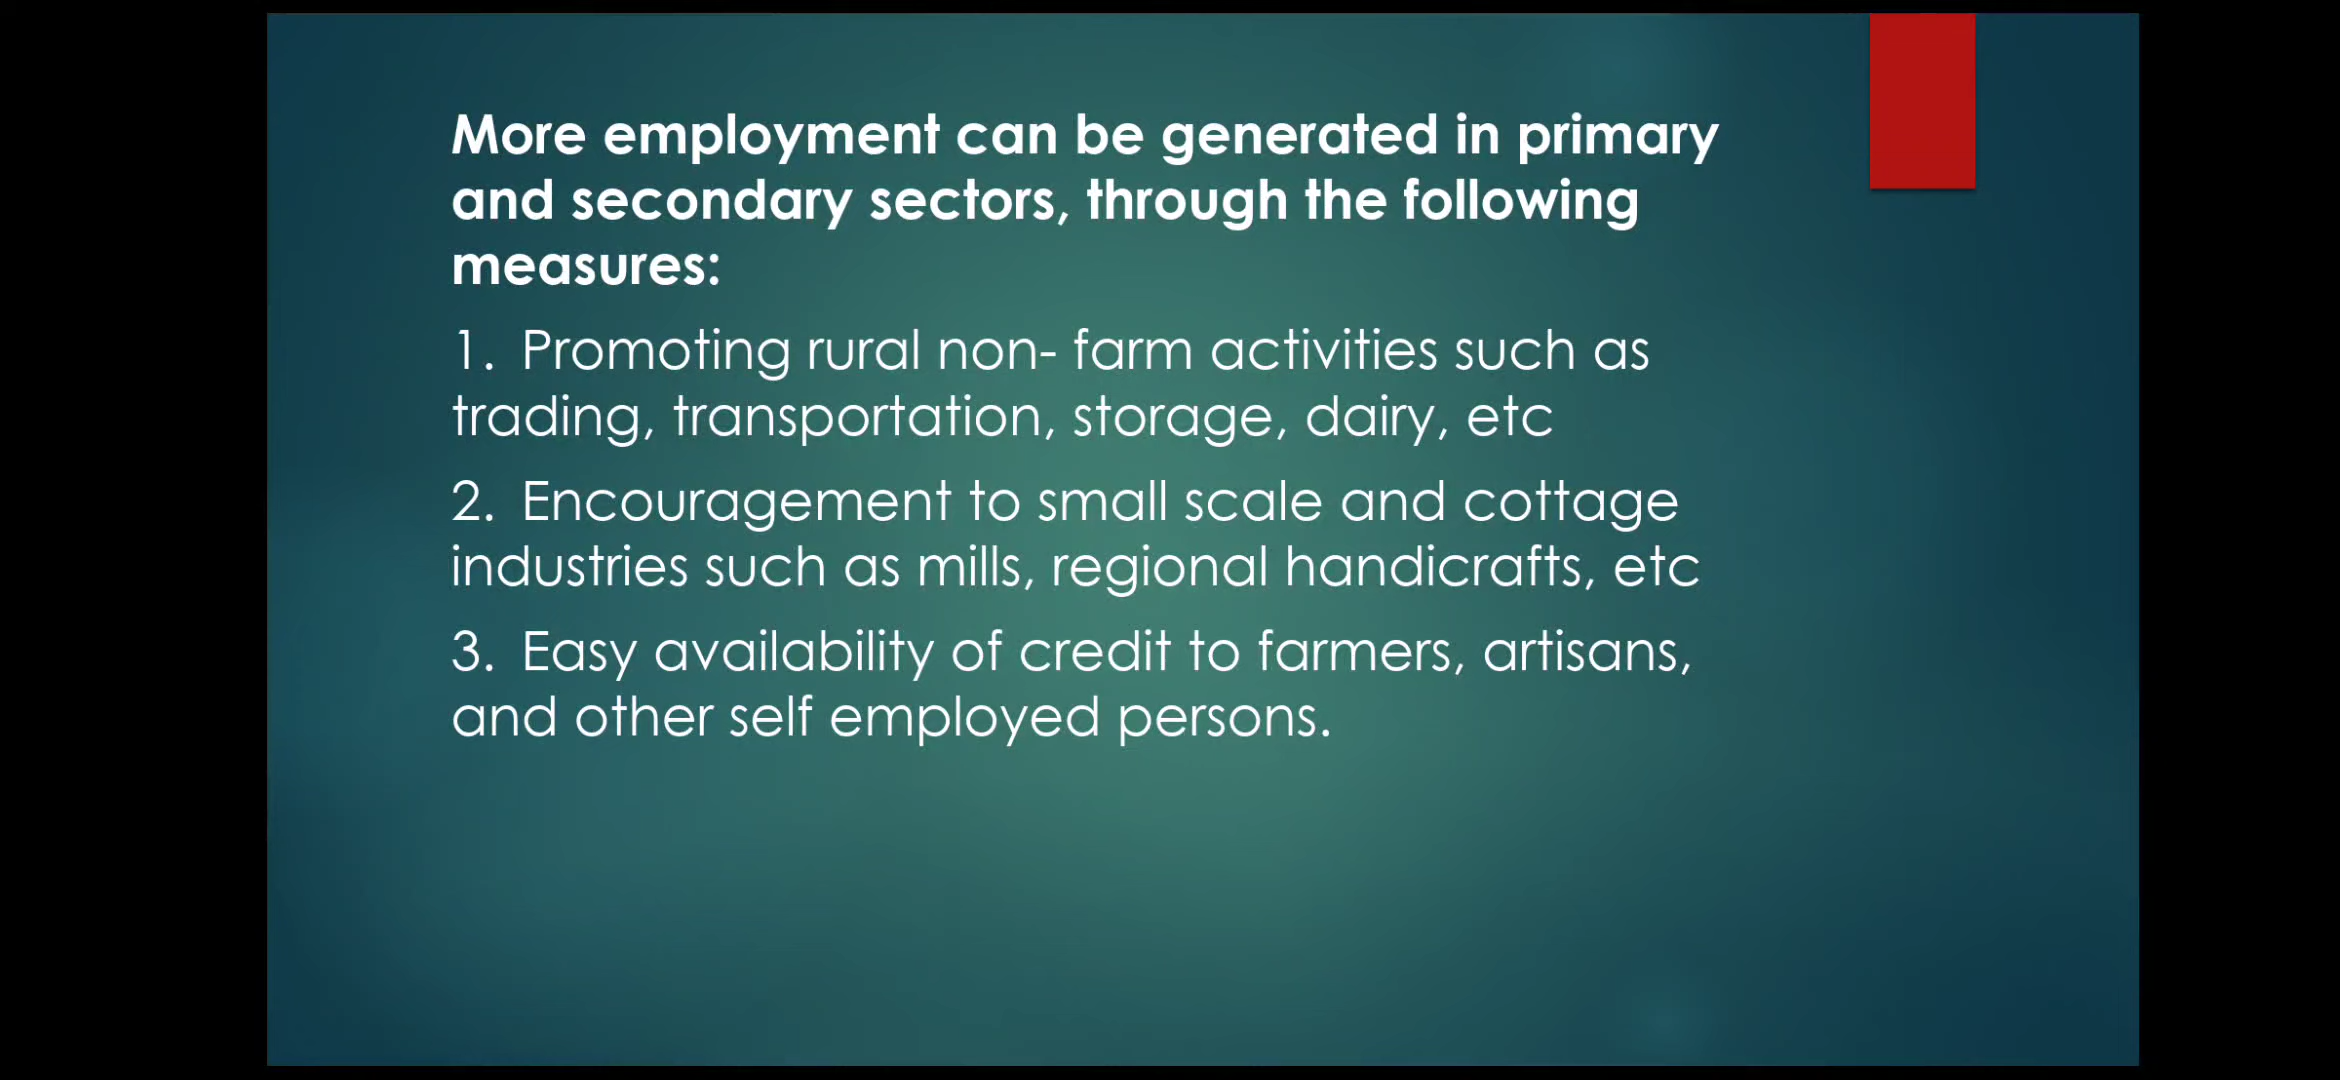 More employment can be generated in primary
and secondary sectors, through the following
measures:
1. Promoting rural non- farm activities such as
trading, transportation, storage, dairy, etc
2. Encouragement to small scale and cottage
industries such as mills, regional handicrafts, etc
3. Easy availability of credit to farmers, artisans,
and other self employed persons.